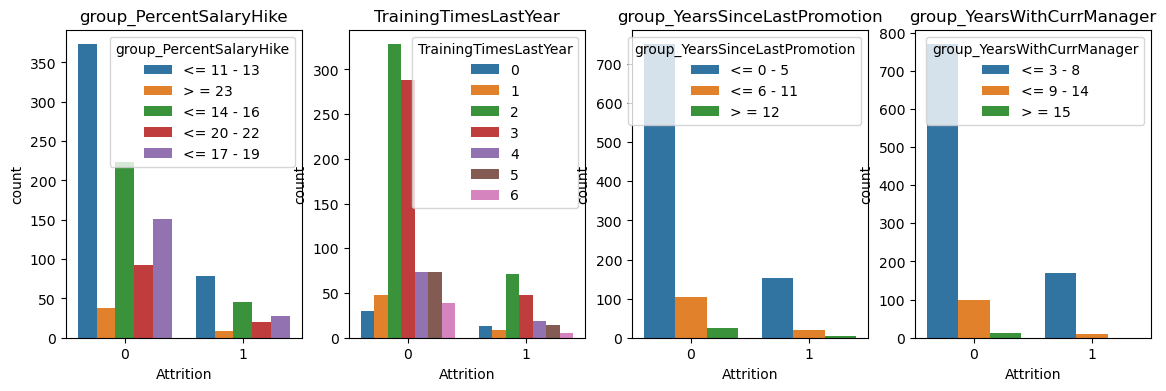 group_PercentSalaryHike
group_PercentSalaryHike
<= 11 - 13
> = 23
<= 14 - 16
<= 20 - 22
<= 17 - 19
350
300
250
200
150
100
50
0
count
0
1
Attrition
TrainingTimesLastYear
TrainingTimesLastYear
0
1
2
3
4
5
6
300
250
200
150
100
50
0
count
0
1
Attrition
group_YearsSinceLastPromotion
group_YearsSinceLastPromotion
<= 0 - 5
<= 6 - 11
> = 12
700
600
500
400
300
200
100
0
count
0
1
Attrition
group_YearsWithCurrManager
group_YearsWithCurrManager
<= 3 - 8
<= 9 - 14
> = 15
800
700
600
500
400
300
200
100
0
count
0
1
Attrition